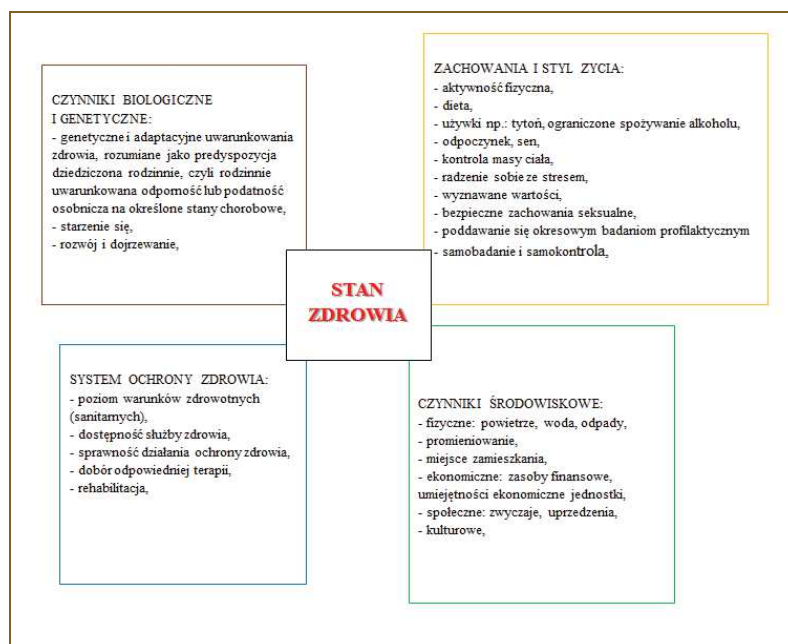 CZYNNIKI BIOLOGICZNE
I GENETYCZNE:
- genetyczne i adaptacyjne uwarunkowania
zdrowia, rozumiane jako predyspozycja
dziedziczona rodzinnie, czyli rodzinnie
uwarunkowana odporność lub podatność
osobnicza na określone stany chorobowe,
- starzenie się,
- rozwój i dojrzewanie,
ZACHOWANIA I STYL ZYCIA:
- aktywność fizyczna,
- dieta,
- używki np.: tytoń, ograniczone spożywanie alkoholu,
- odpoczynek, sen,
- kontrola masy ciała,
- radzenie sobie ze stresem,
- wyznawane wartości,
- bezpieczne zachowania seksualne,
- poddawanie się okresowym badaniom profilaktycznym
- samobadanie i samokontrola,
STAN
ZDROWIA
SYSTEM OCHRONY ZDROWIA:
- poziom warunków zdrowotnych
(sanitarnych),
- dostępność służby zdrowia,
- sprawność działania ochrony zdrowia,
- dobór odpowiedniej terapii,
- rehabilitacja,
CZYNNIKI ŚRODOWISKOWE:
- fizyczne: powietrze, woda, odpady,
- promieniowanie,
- miejsce zamieszkania,
- ekonomiczne: zasoby finansowe,
umiejętności ekonomiczne jednostki,
- społeczne: zwyczaje, uprzedzenia,
- kulturowe,